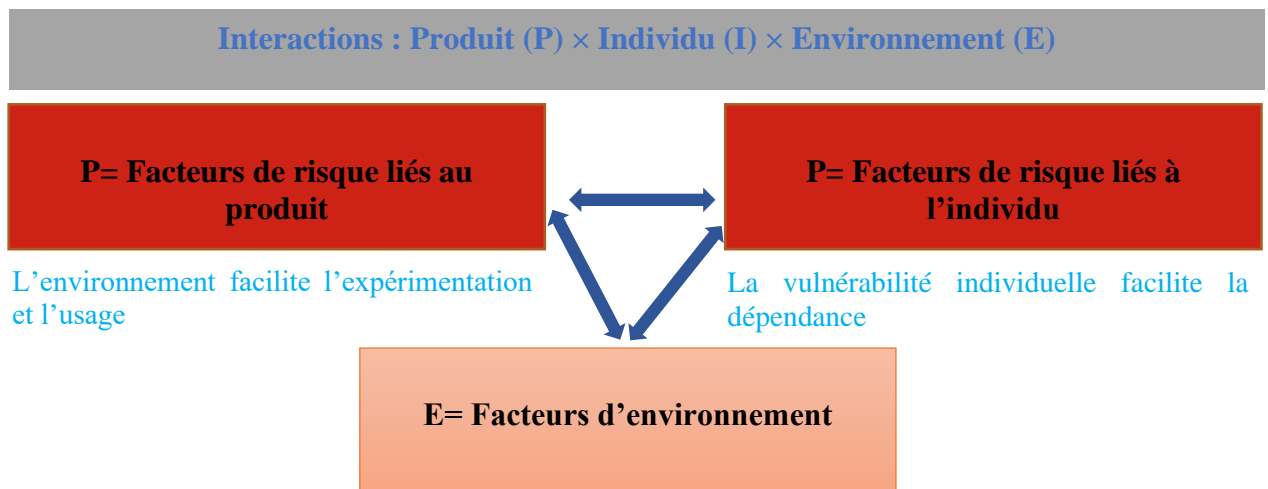 Interactions : Produit (P) × Individu (I) × Environnement (E)
P= Facteurs de risque liés au
produit
P= Facteurs de risque liés à
l’individu
L’environnement facilite l’expérimentation
et l’usage
La vulnérabilité individuelle facilite la
dépendance
E= Facteurs d’environnement